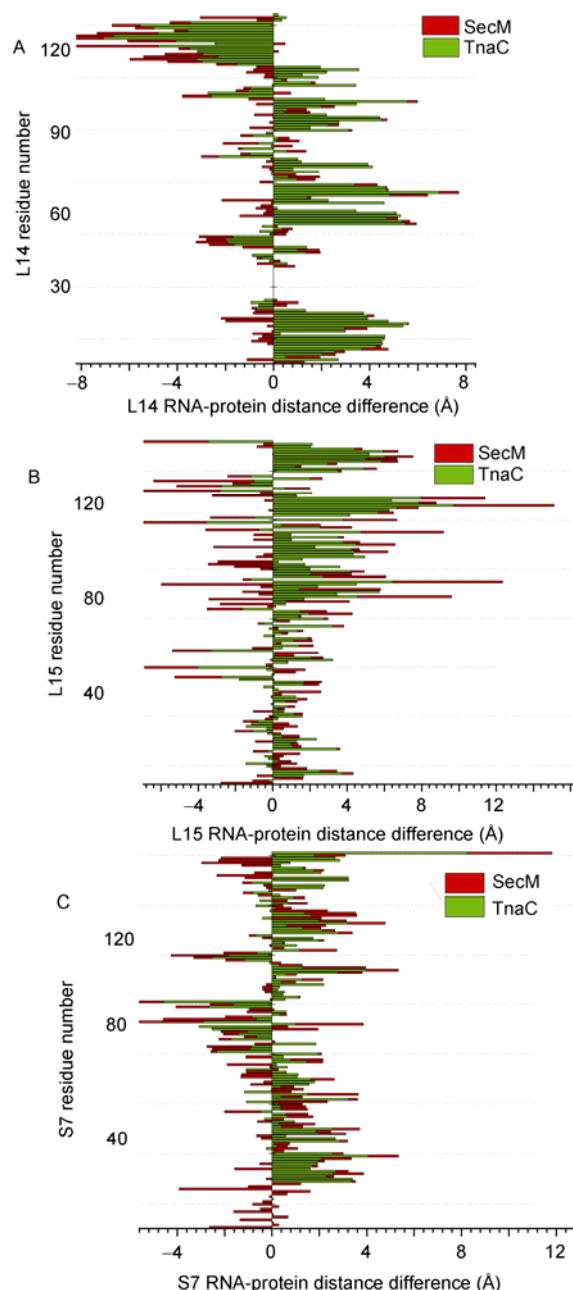 A
SecM
TnaC
120
90
60
30
L14 residue number
−8 −4 0 4 8
L14 RNA-protein distance difference (Å)
B
SecM
TnaC
120
80
40
L15 residue number
−4 0 4 8 12
L15 RNA-protein distance difference (Å)
C
SecM
TnaC
120
80
40
S7 residue number
−4 0 4 8 12
S7 RNA-protein distance difference (Å)